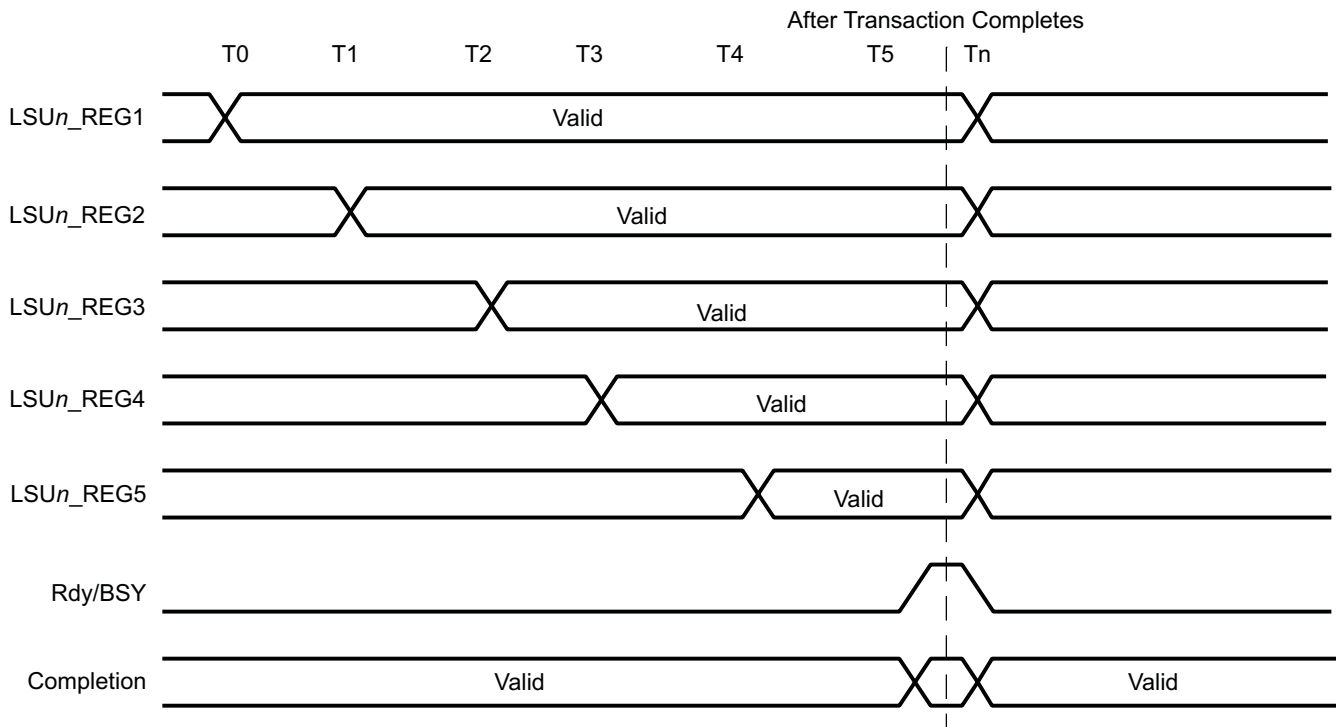 After Transaction Completes
T0 T1 T2 T3 T4 T5 Tn
LSUn_REG1 Valid
LSUn_REG2 Valid
LSUn_REG3 Valid
LSUn_REG4 Valid
LSUn_REG5 Valid
Rdy/BSY
Completion Valid Valid